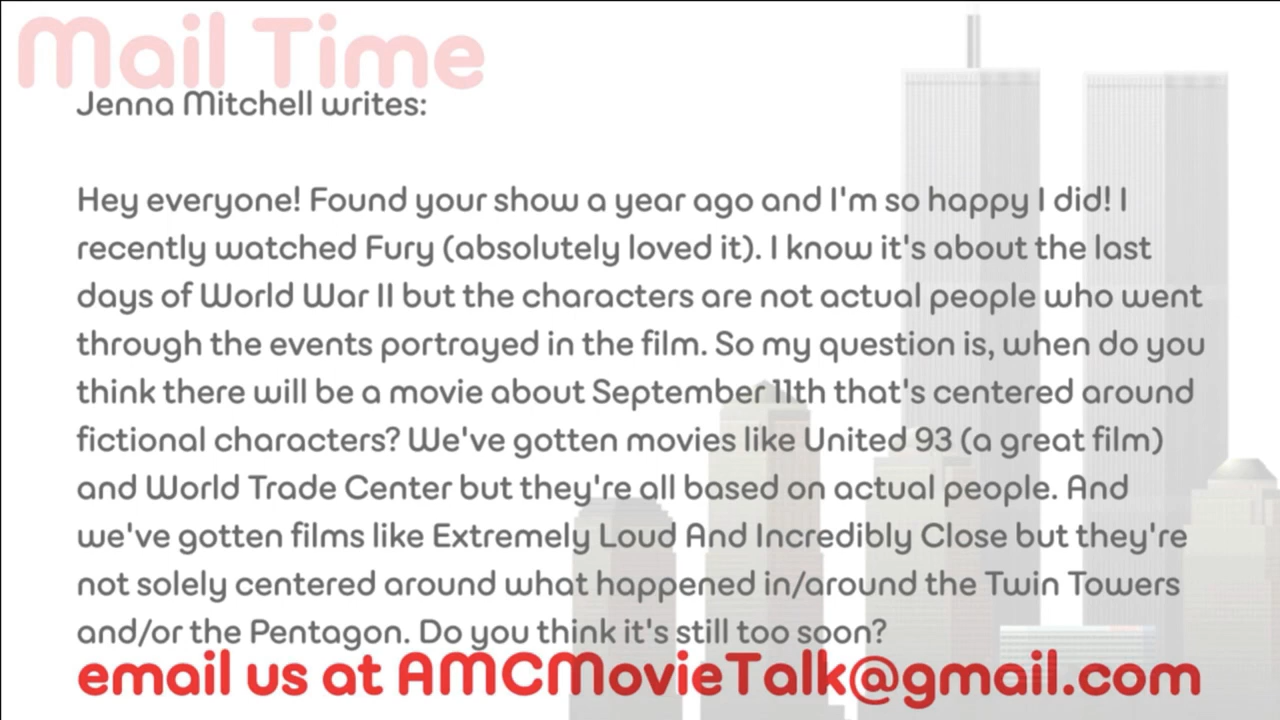 Mail Time
Jenna Mitchell writes:
Hey everyone! Found your show a year ago and I'm so happy I did! I
recently watched Fury (absolutely loved it). I know it's about the last
days of World War II but the characters are not actual people who went
through the events portrayed in the film. So my question is, when do you
think there will be a movie about September 11th that's centered around
fictional characters? We've gotten movies like United 93 (a great film)
and World Trade Center but they're all based on actual people. And
we've gotten films like Extremely Loud And Incredibly Close but they're
not solely centered around what happened in/around the Twin Towers
and/or the Pentagon. Do you think it's still too soon?
email us at AMCMovieTalk@gmail.com